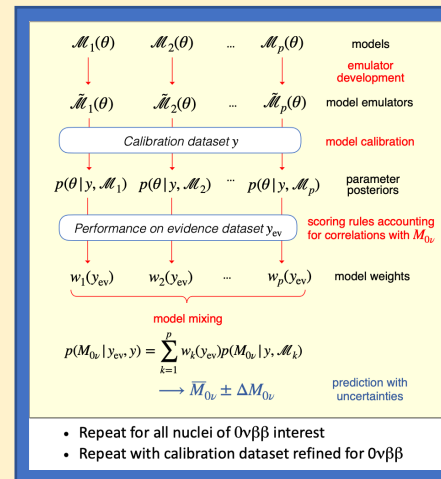 ℳ₁(θ) ℳ₂(θ) ... ℳₚ(θ) models
emulator
development
ℳ̃₁(θ) ℳ̃₂(θ) ... ℳ̃ₚ(θ) model emulators
Calibration dataset y model calibration
p(θ|y, ℳ₁) p(θ|y, ℳ₂) ... p(θ|y, ℳₚ) parameter
posteriors
Performance on evidence dataset y_ev scoring rules accounting
for correlations with M_0ν
w₁(y_ev) w₂(y_ev) ... wₚ(y_ev) model weights
model mixing
p(M_0ν|y_ev, y) = ∑_{k=1}^{p} w_k(y_ev)p(M_0ν|y, ℳ_k)
⟶ M̅_0ν ± ΔM_0ν prediction with
uncertainties
• Repeat for all nuclei of 0νββ interest
• Repeat with calibration dataset refined for 0νββ